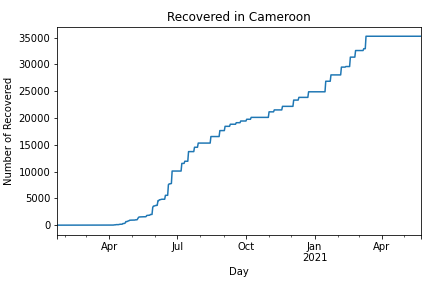 Recovered in Cameroon
Number of Recovered
35000
30000
25000
20000
15000
10000
5000
0
Apr
Jul
Oct
Jan
2021
Apr
Day